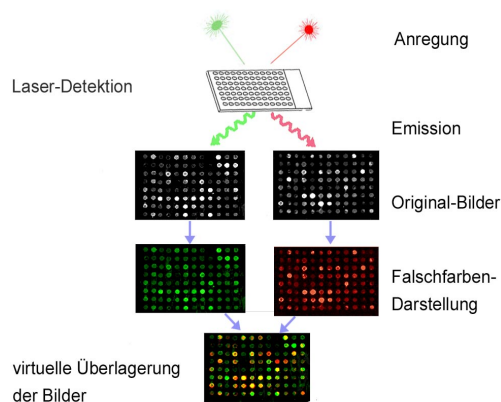 Anregung
Laser-Detektion
Emission
Original-Bilder
Falschfarben-
Darstellung
virtuelle Überlagerung
der Bilder